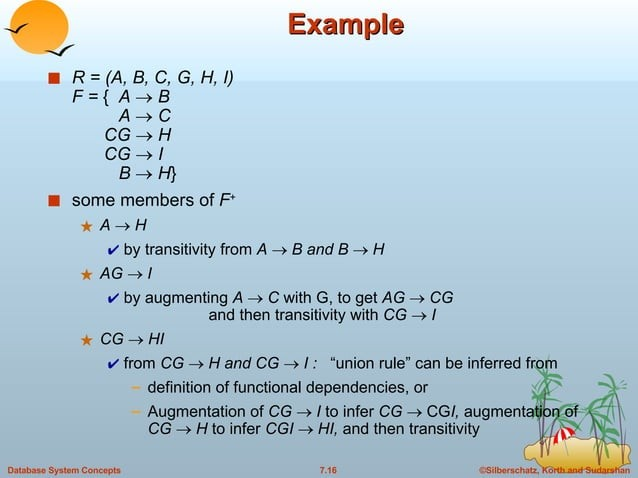 Example
R = (A, B, C, G, H, I)
F = { A → B
A → C
CG → H
CG → I
B → H}
some members of F+
A → H
by transitivity from A → B and B → H
AG → I
by augmenting A → C with G, to get AG → CG
and then transitivity with CG → I
CG → HI
from CG → H and CG → I : “union rule” can be inferred from
– definition of functional dependencies, or
– Augmentation of CG → I to infer CG → CGI, augmentation of
CG → H to infer CGI → HI, and then transitivity
Database System Concepts
7.16
©Silberschatz, Korth and Sudarshan